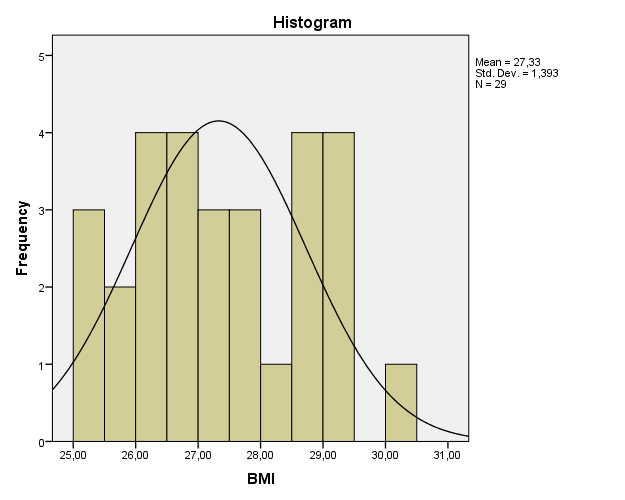 Histogram
Mean = 27,33
Std. Dev. = 1,393
N = 29
Frequency
5
4
3
2
1
0
25,00 26,00 27,00 28,00 29,00 30,00 31,00
BMI